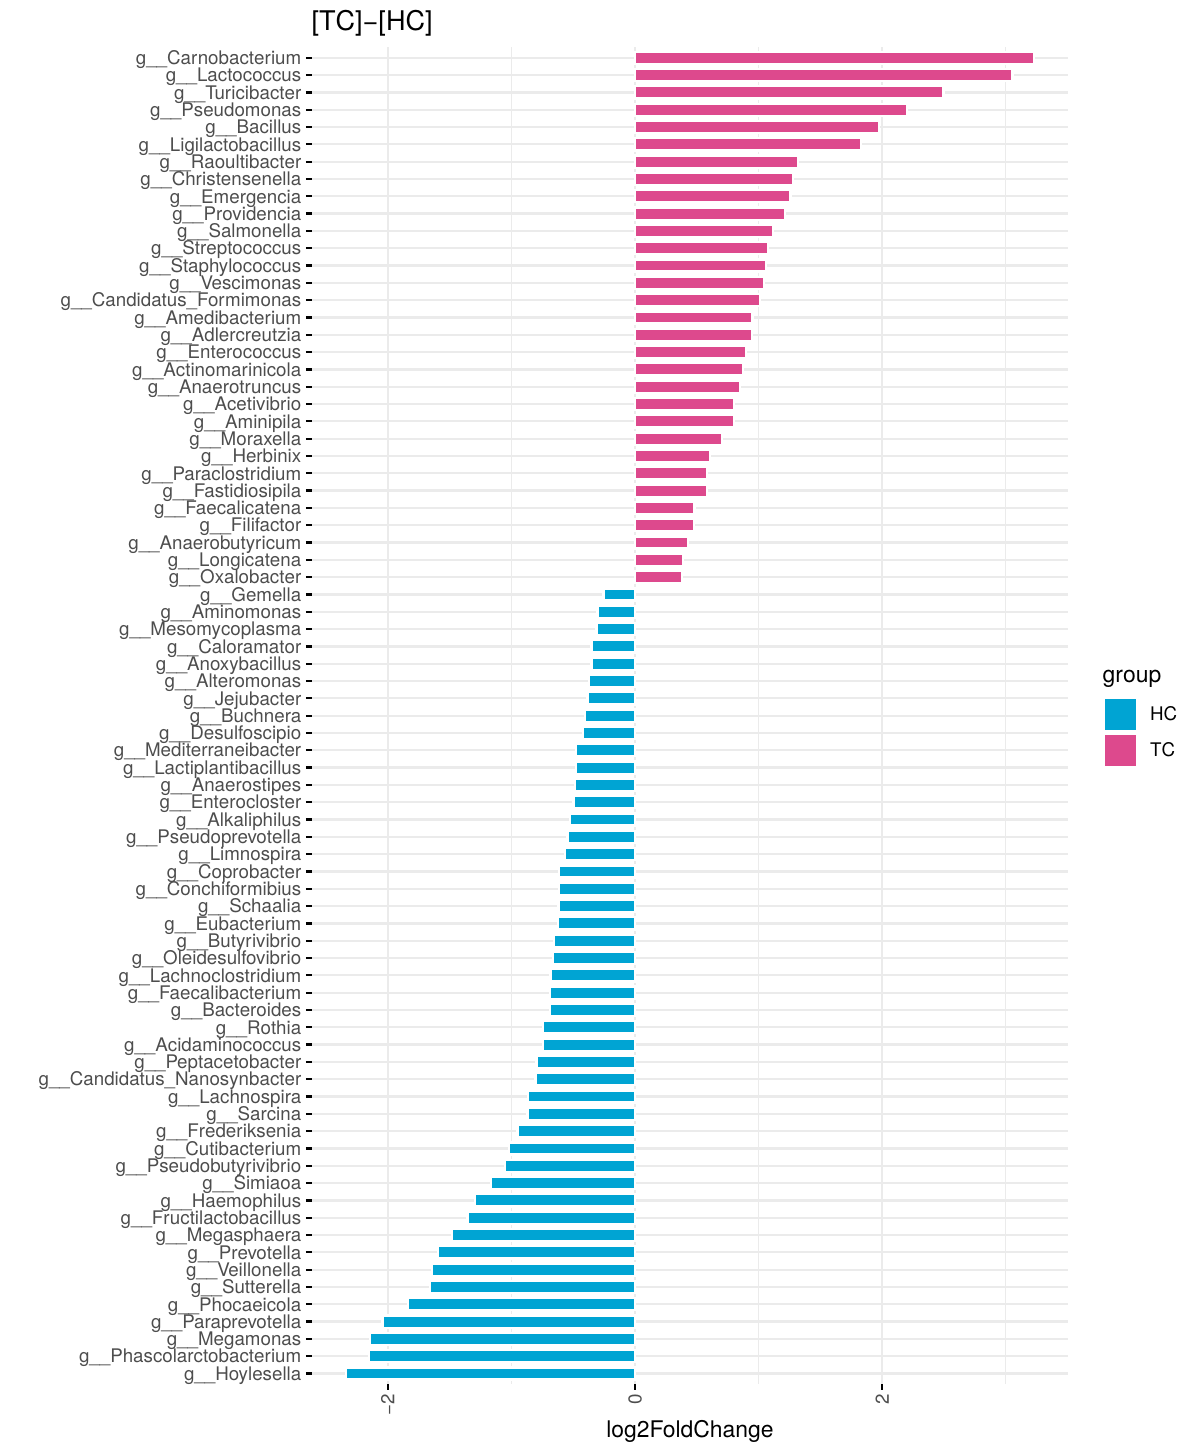 [TC]−[HC]
g__Carnobacterium
g__Lactococcus
g__Turicibacter
g__Pseudomonas
g__Bacillus
g__Ligilactobacillus
g__Raoultibacter
g__Christensenella
g__Emergencia
g__Providencia
g__Salmonella
g__Streptococcus
g__Staphylococcus
g__Vescimonas
g__Candidatus_Formimonas
g__Amedibacterium
g__Adlercreutzia
g__Enterococcus
g__Actinomarinicola
g__Anaerotruncus
g__Acetivibrio
g__Aminipila
g__Moraxella
g__Herbinix
g__Paraclostridium
g__Fastidiosipila
g__Faecalicatena
g__Filifactor
g__Anaerobutyricum
g__Longicatena
g__Oxalobacter
g__Gemella
g__Aminomonas
g__Mesomycoplasma
g__Caloramator
g__Anoxybacillus
g__Alteromonas
g__Jejubacter
g__Buchnera
g__Desulfoscipio
g__Mediterraneibacter
g__Lactiplantibacillus
g__Anaerostipes
g__Enterocloster
g__Alkaliphilus
g__Pseudoprevotella
g__Limnospira
g__Coprobacter
g__Conchiformibius
g__Schaalia
g__Eubacterium
g__Butyrivibrio
g__Oleidesulfovibrio
g__Lachnoclostridium
g__Faecalibacterium
g__Bacteroides
g__Rothia
g__Acidaminococcus
g__Peptacetobacter
g__Candidatus_Nanosynbacter
g__Lachnospira
g__Sarcina
g__Frederiksenia
g__Cutibacterium
g__Pseudobutyrivibrio
g__Simiaoa
g__Haemophilus
g__Fructilactobacillus
g__Megasphaera
g__Prevotella
g__Veillonella
g__Sutterella
g__Phocaeicola
g__Paraprevotella
g__Megamonas
g__Phascolarctobacterium
g__Hoylesella
−2 0 2
log2FoldChange
group
HC
TC